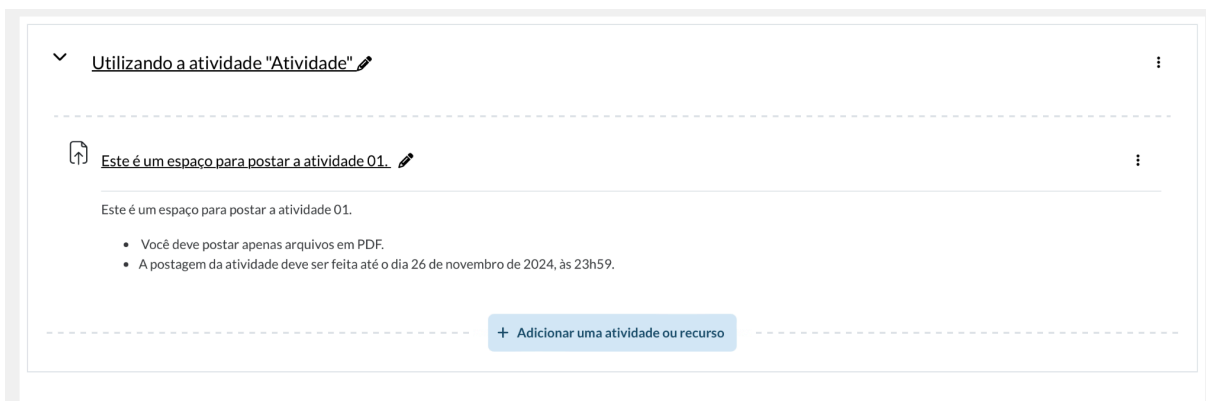 Utilizando a atividade "Atividade"
Este é um espaço para postar a atividade 01.
Este é um espaço para postar a atividade 01.
Você deve postar apenas arquivos em PDF.
A postagem da atividade deve ser feita até o dia 26 de novembro de 2024, às 23h59.
+ Adicionar uma atividade ou recurso